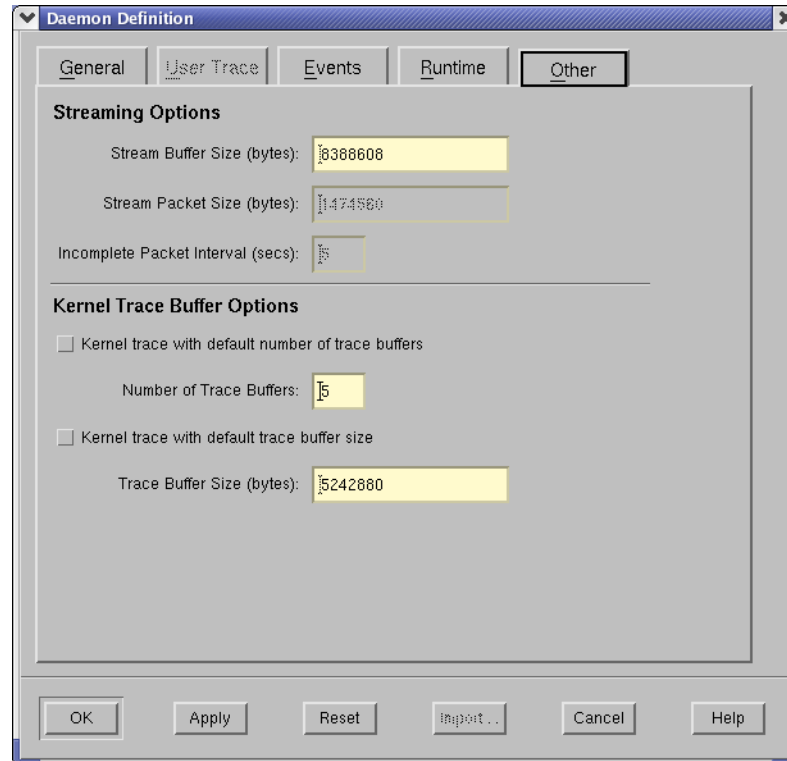 Daemon Definition
General User Trace Events Runtime Other
Streaming Options
Stream Buffer Size (bytes): 8388608
Stream Packet Size (bytes): 1474560
Incomplete Packet Interval (secs): 5
Kernel Trace Buffer Options
Kernel trace with default number of trace buffers
Number of Trace Buffers: 5
Kernel trace with default trace buffer size
Trace Buffer Size (bytes): 5242880
OK Apply Reset Import... Cancel Help